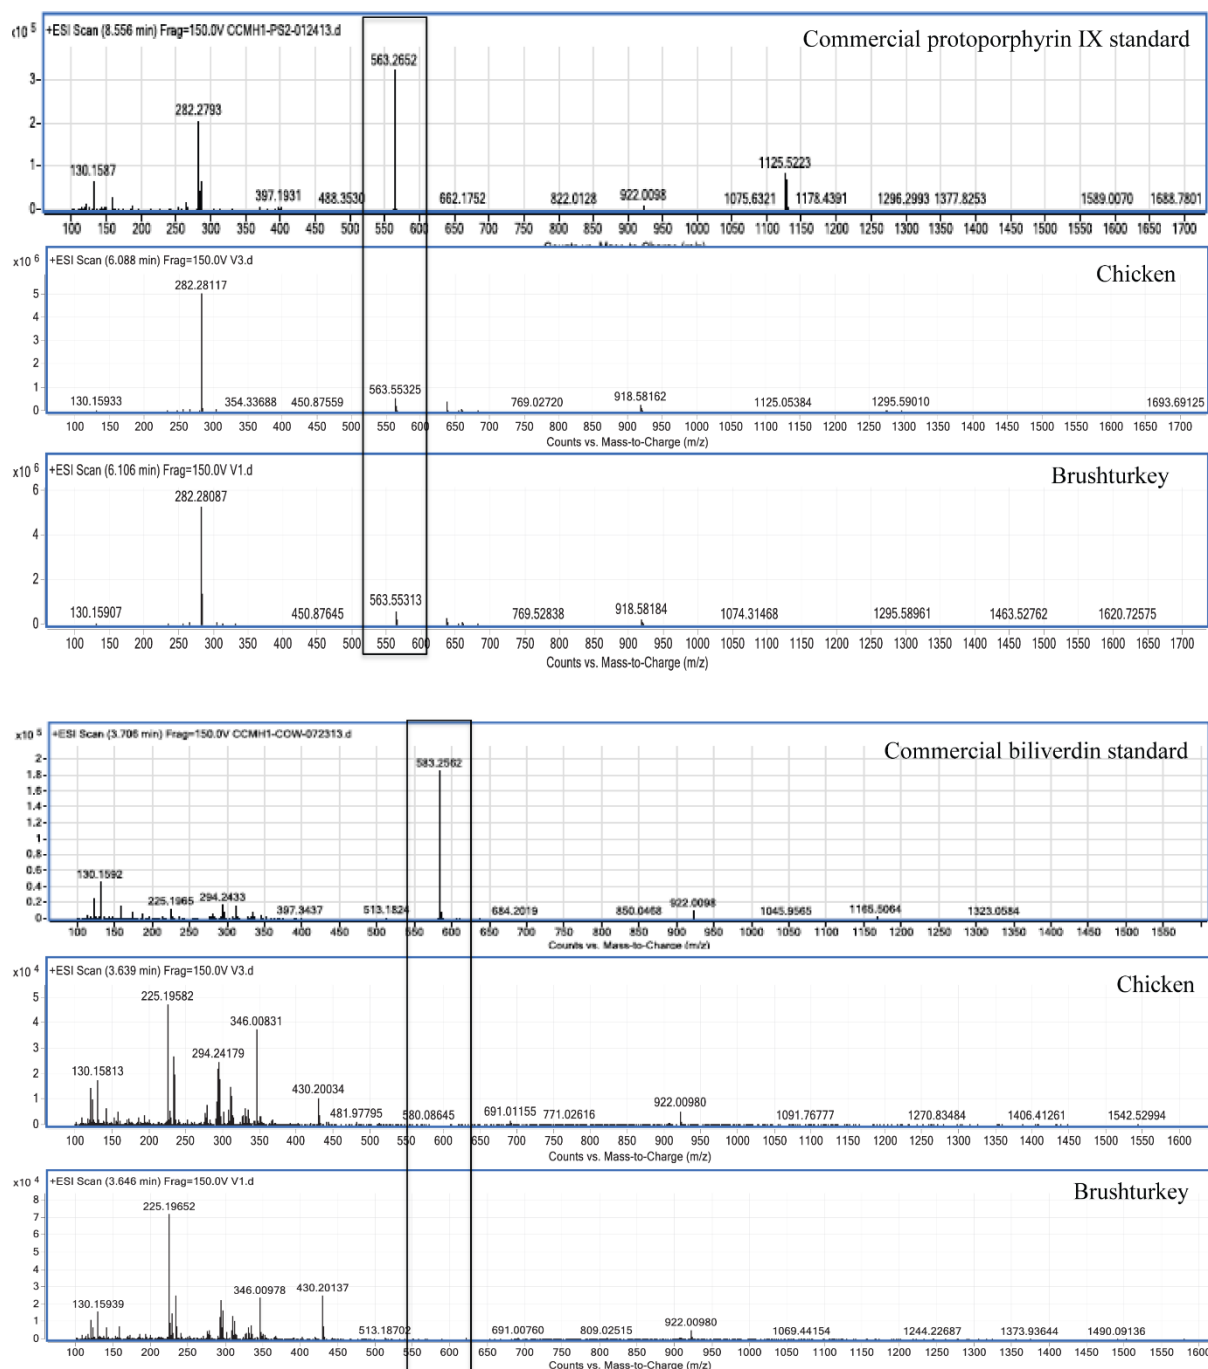 x10 5 +ESI Scan (8.556 min) Frag=150.0V CCMH1-PS2-012413.d
Commercial protoporphyrin IX standard
563.2652
3
282.2793
2
1
130.1587
1125.5223
397.1931 488.3530 662.1752 822.0128 922.0098 1075.6321 1178.4391 1296.2993 1377.8253 1589.0070 1688.7801
0
100 150 200 250 300 350 400 450 500 550 600 650 700 750 800 850 900 950 1000 1050 1100 1150 1200 1250 1300 1350 1400 1450 1500 1550 1600 1650 1700
Counts vs. Mass-to-Charge (m/z)
x10 6 +ESI Scan (6.088 min) Frag=150.0V V3.d
Chicken
282.28117
5
4
3
2
1
130.15933 354.33688 450.87559 563.55325 769.02720 918.58162 1125.05384 1295.59010 1693.69125
0
100 150 200 250 300 350 400 450 500 550 600 650 700 750 800 850 900 950 1000 1050 1100 1150 1200 1250 1300 1350 1400 1450 1500 1550 1600 1650 1700
Counts vs. Mass-to-Charge (m/z)
x10 6 +ESI Scan (6.106 min) Frag=150.0V V1.d
Brushturkey
6
282.28087
4
2
130.15907 450.87645 563.55313 769.52838 918.58184 1074.31468 1295.58961 1463.52762 1620.72575
0
100 150 200 250 300 350 400 450 500 550 600 650 700 750 800 850 900 950 1000 1050 1100 1150 1200 1250 1300 1350 1400 1450 1500 1550 1600 1650 1700
Counts vs. Mass-to-Charge (m/z)
x10 5 +ESI Scan (3.706 min) Frag=150.0V CCMH1-COW-072313.d
Commercial biliverdin standard
2
583.2562
1.8
1.6
1.4
1.2
1
0.8
0.6
130.1592
0.4
0.2
225.1965 294.2433 397.3437 513.1824 684.2019 850.0468 922.0098 1045.9565 1165.5064 1323.0584
0
100 150 200 250 300 350 400 450 500 550 600 650 700 750 800 850 900 950 1000 1050 1100 1150 1200 1250 1300 1350 1400 1450 1500 1550
Counts vs. Mass-to-Charge (m/z)
x10 4 +ESI Scan (3.639 min) Frag=150.0V V3.d
Chicken
5
225.19582
4
346.00831
3
294.24179
2
130.15813
1
430.20034
481.97795 580.08645 691.01155 771.02616 922.00980 1091.76777 1270.83484 1406.41261 1542.52994
0
100 150 200 250 300 350 400 450 500 550 600 650 700 750 800 850 900 950 1000 1050 1100 1150 1200 1250 1300 1350 1400 1450 1500 1550 1600
Counts vs. Mass-to-Charge (m/z)
x10 4 +ESI Scan (3.646 min) Frag=150.0V V1.d
Brushturkey
8
225.19652
7
6
5
4
3
346.00978 430.20137
2
130.15939
1
513.18702 691.00760 809.02515 922.00980 1069.44154 1244.22687 1373.93644 1490.09136
0
100 150 200 250 300 350 400 450 500 550 600 650 700 750 800 850 900 950 1000 1050 1100 1150 1200 1250 1300 1350 1400 1450 1500 1550 1600
Counts vs. Mass-to-Charge (m/z)